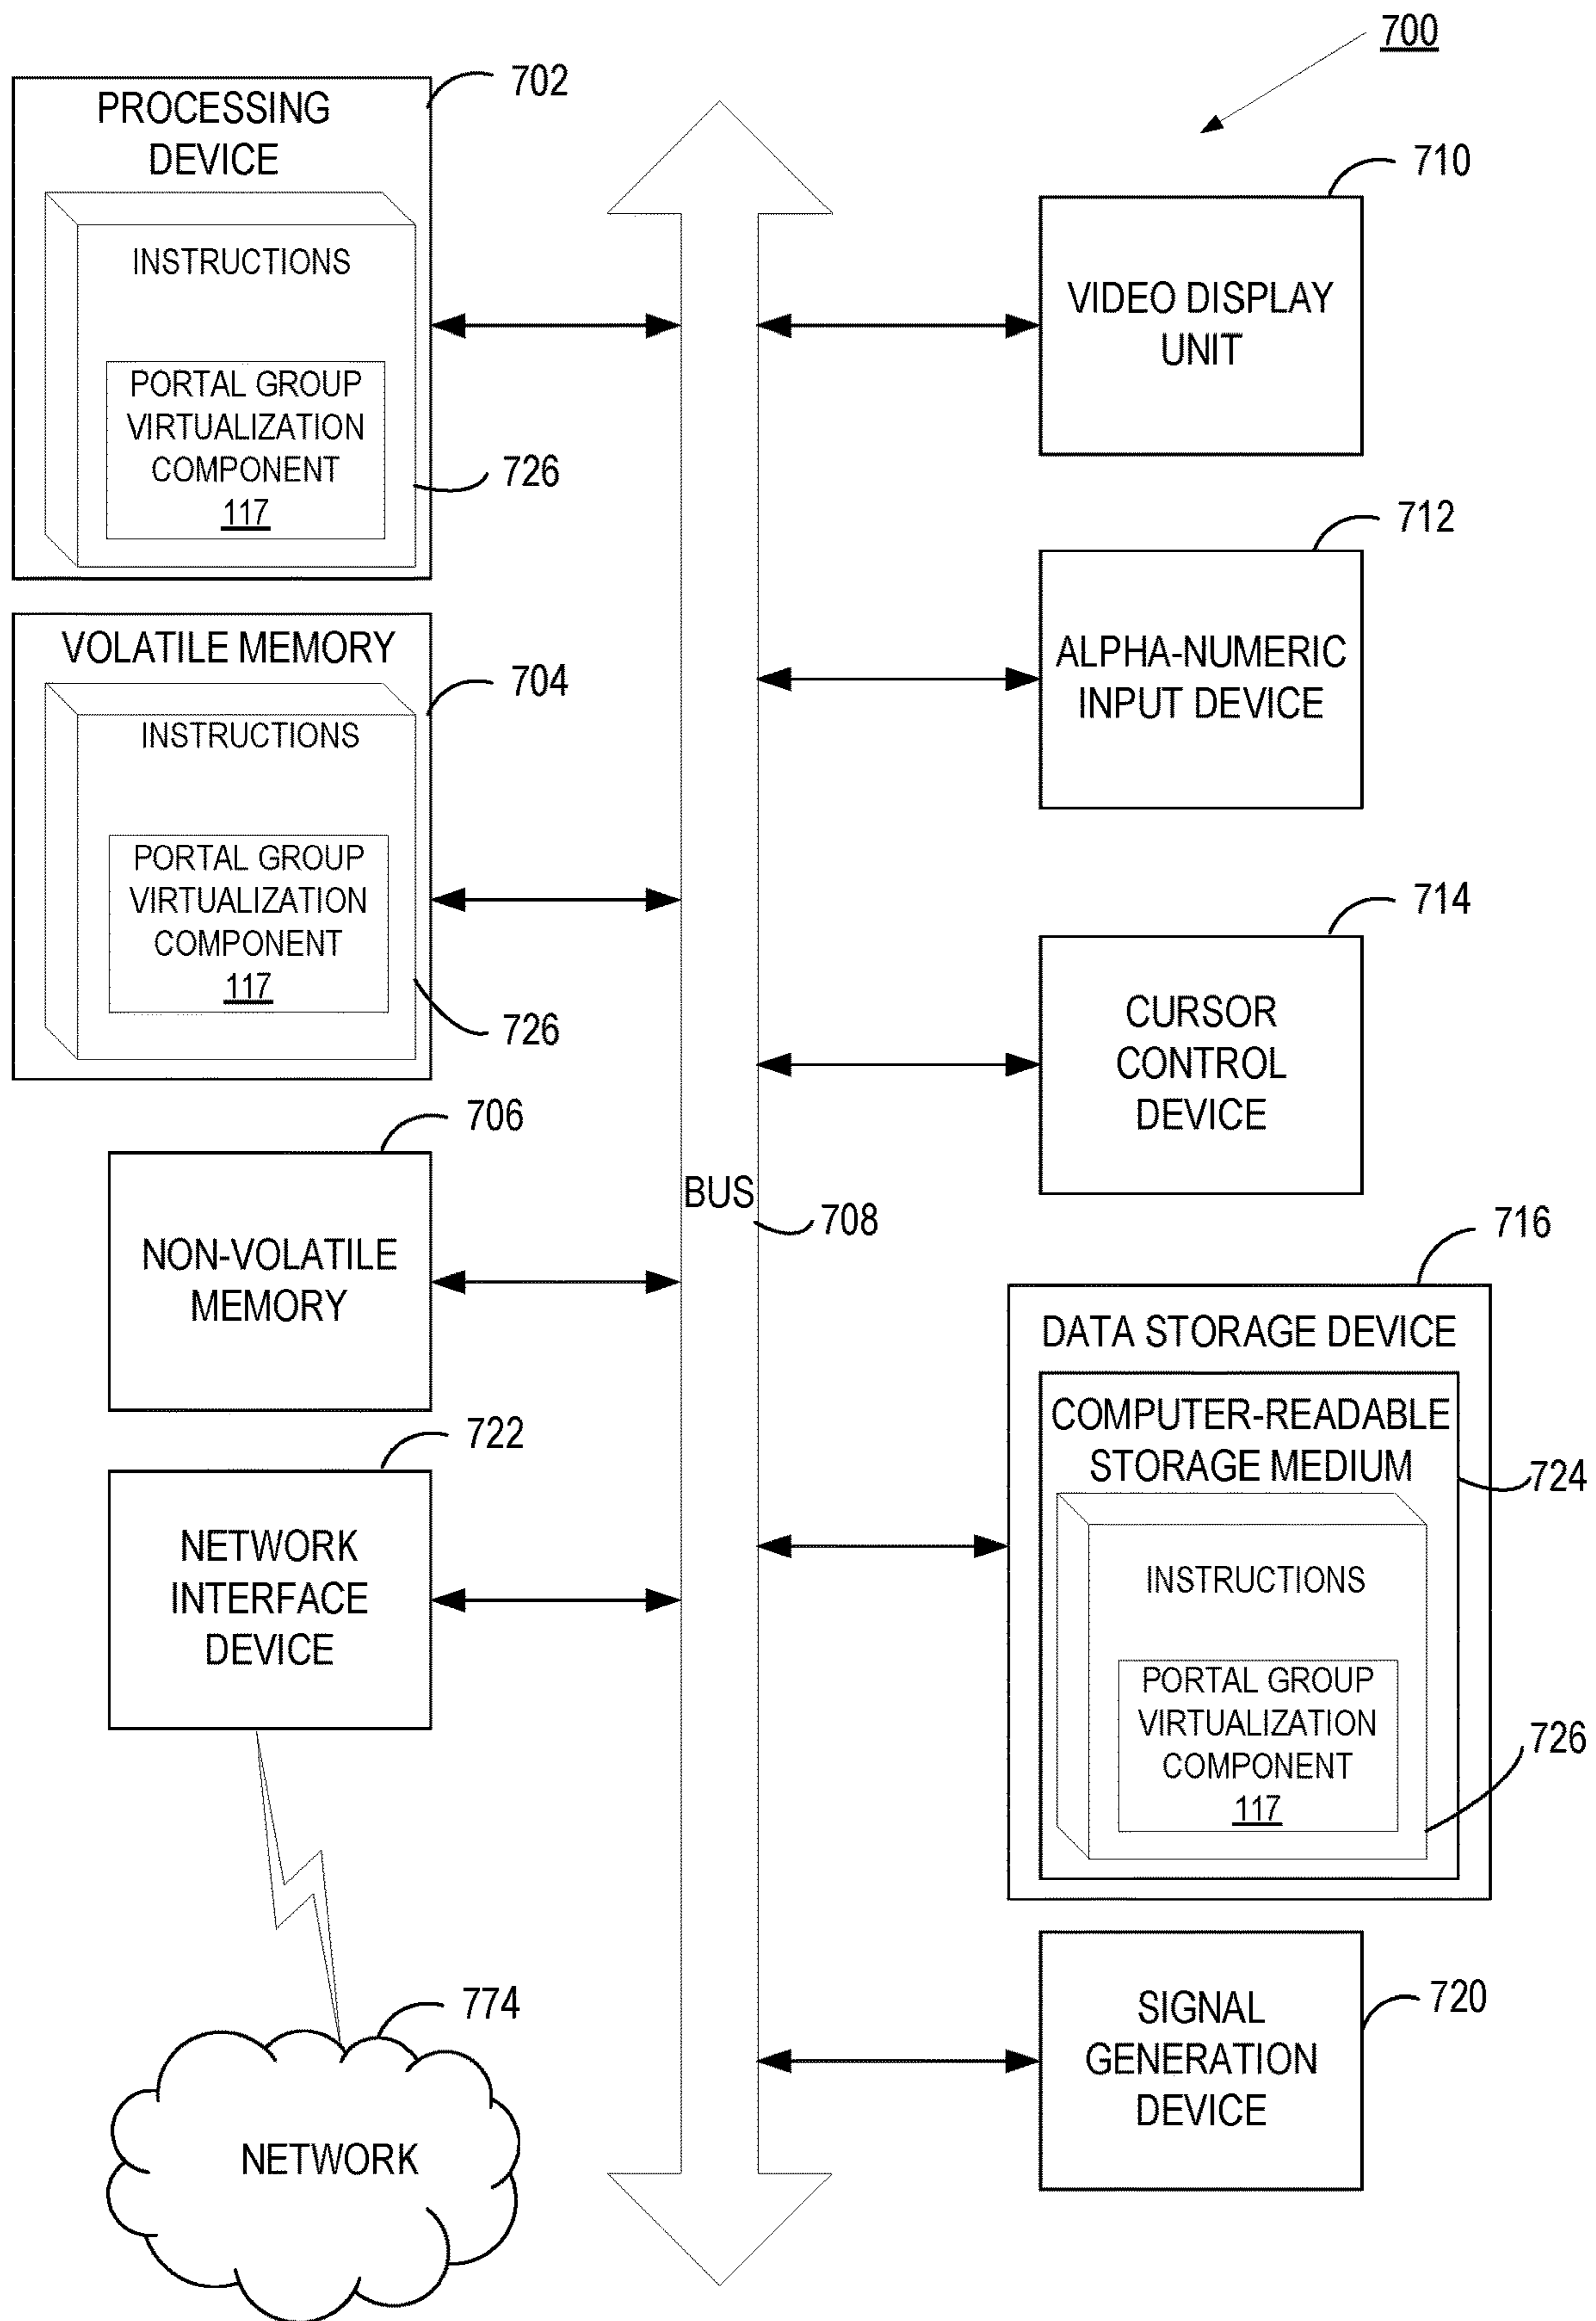 700
702
PROCESSING
DEVICE
INSTRUCTIONS
PORTAL GROUP
VIRTUALIZATION
COMPONENT
117
726
VOLATILE MEMORY
704
INSTRUCTIONS
PORTAL GROUP
VIRTUALIZATION
COMPONENT
117
726
706
NON-VOLATILE
MEMORY
722
NETWORK
INTERFACE
DEVICE
774
NETWORK
BUS
708
710
VIDEO DISPLAY
UNIT
712
ALPHA-NUMERIC
INPUT DEVICE
714
CURSOR
CONTROL
DEVICE
716
DATA STORAGE DEVICE
COMPUTER-READABLE
STORAGE MEDIUM
724
INSTRUCTIONS
PORTAL GROUP
VIRTUALIZATION
COMPONENT
117
726
SIGNAL
GENERATION
DEVICE
720